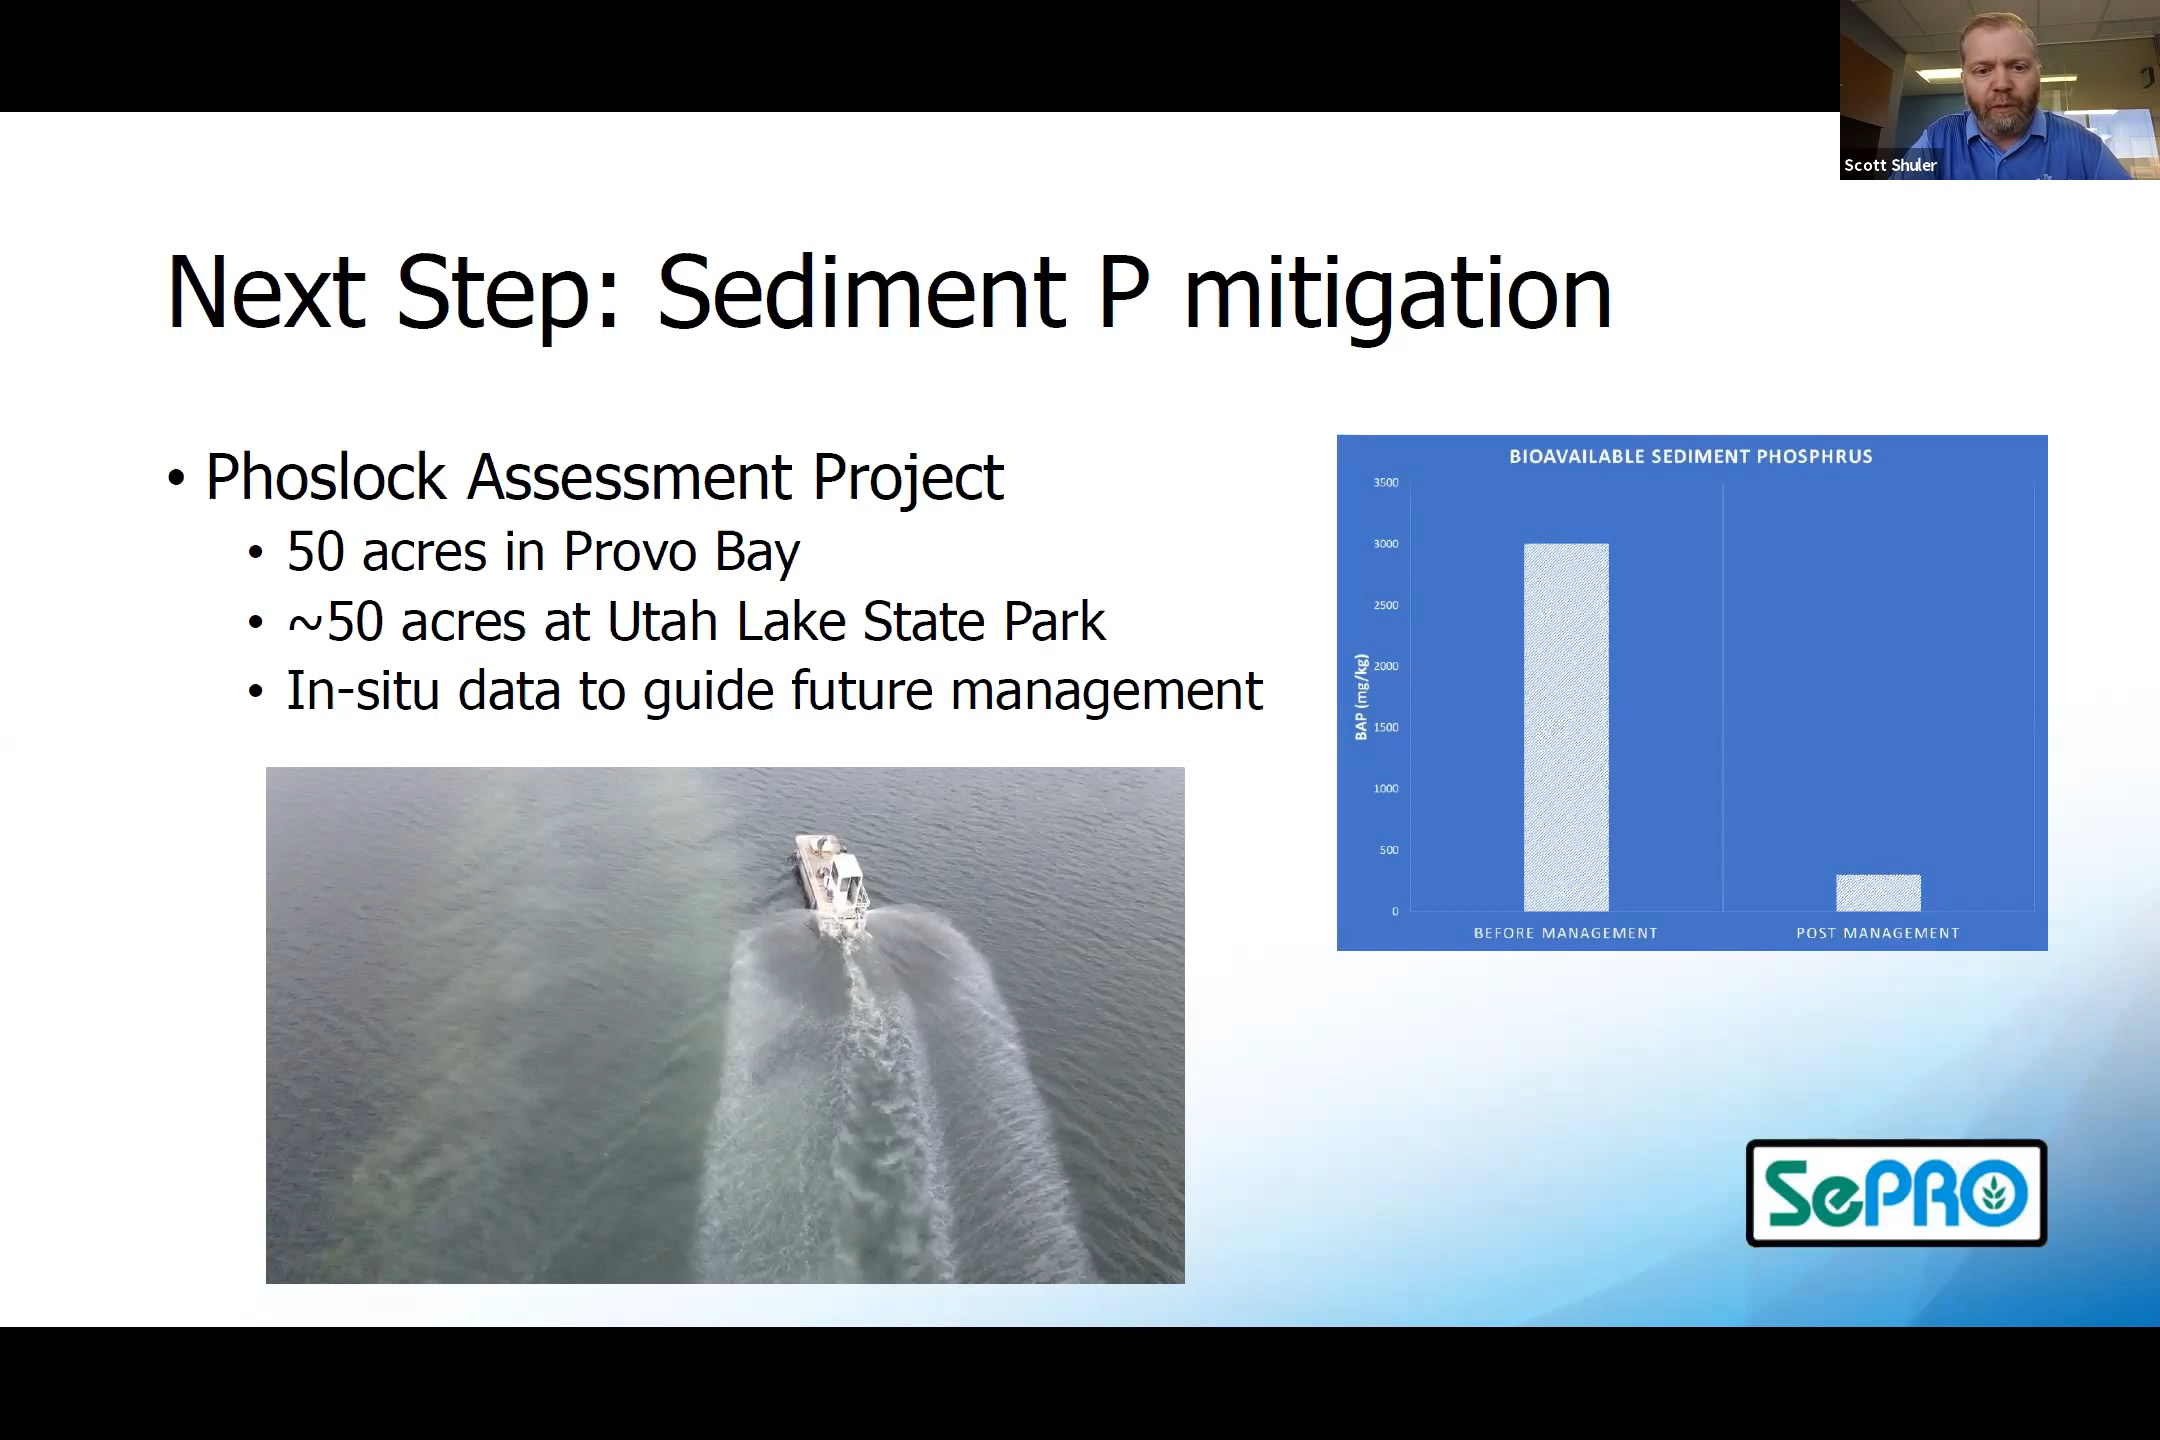 Scott Shuler
Next Step: Sediment P mitigation
• Phoslock Assessment Project
• 50 acres in Provo Bay
• ~50 acres at Utah Lake State Park
• In-situ data to guide future management
BIOAVAILABLE SEDIMENT PHOSPHRUS
3500
3000
2500
2000
1500
1000
500
0
BAP (mg/kg)
BEFORE MANAGEMENT POST MANAGEMENT
SePRO